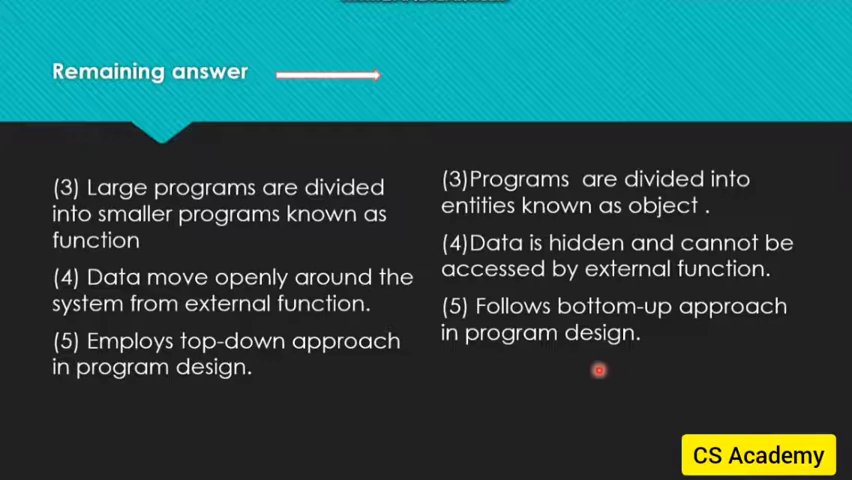 Remaining answer
(3) Large programs are divided
into smaller programs known as
function
(4) Data move openly around the
system from external function.
(5) Employs top-down approach
in program design.
(3)Programs are divided into
entities known as object .
(4)Data is hidden and cannot be
accessed by external function.
(5) Follows bottom-up approach
in program design.
CS Academy